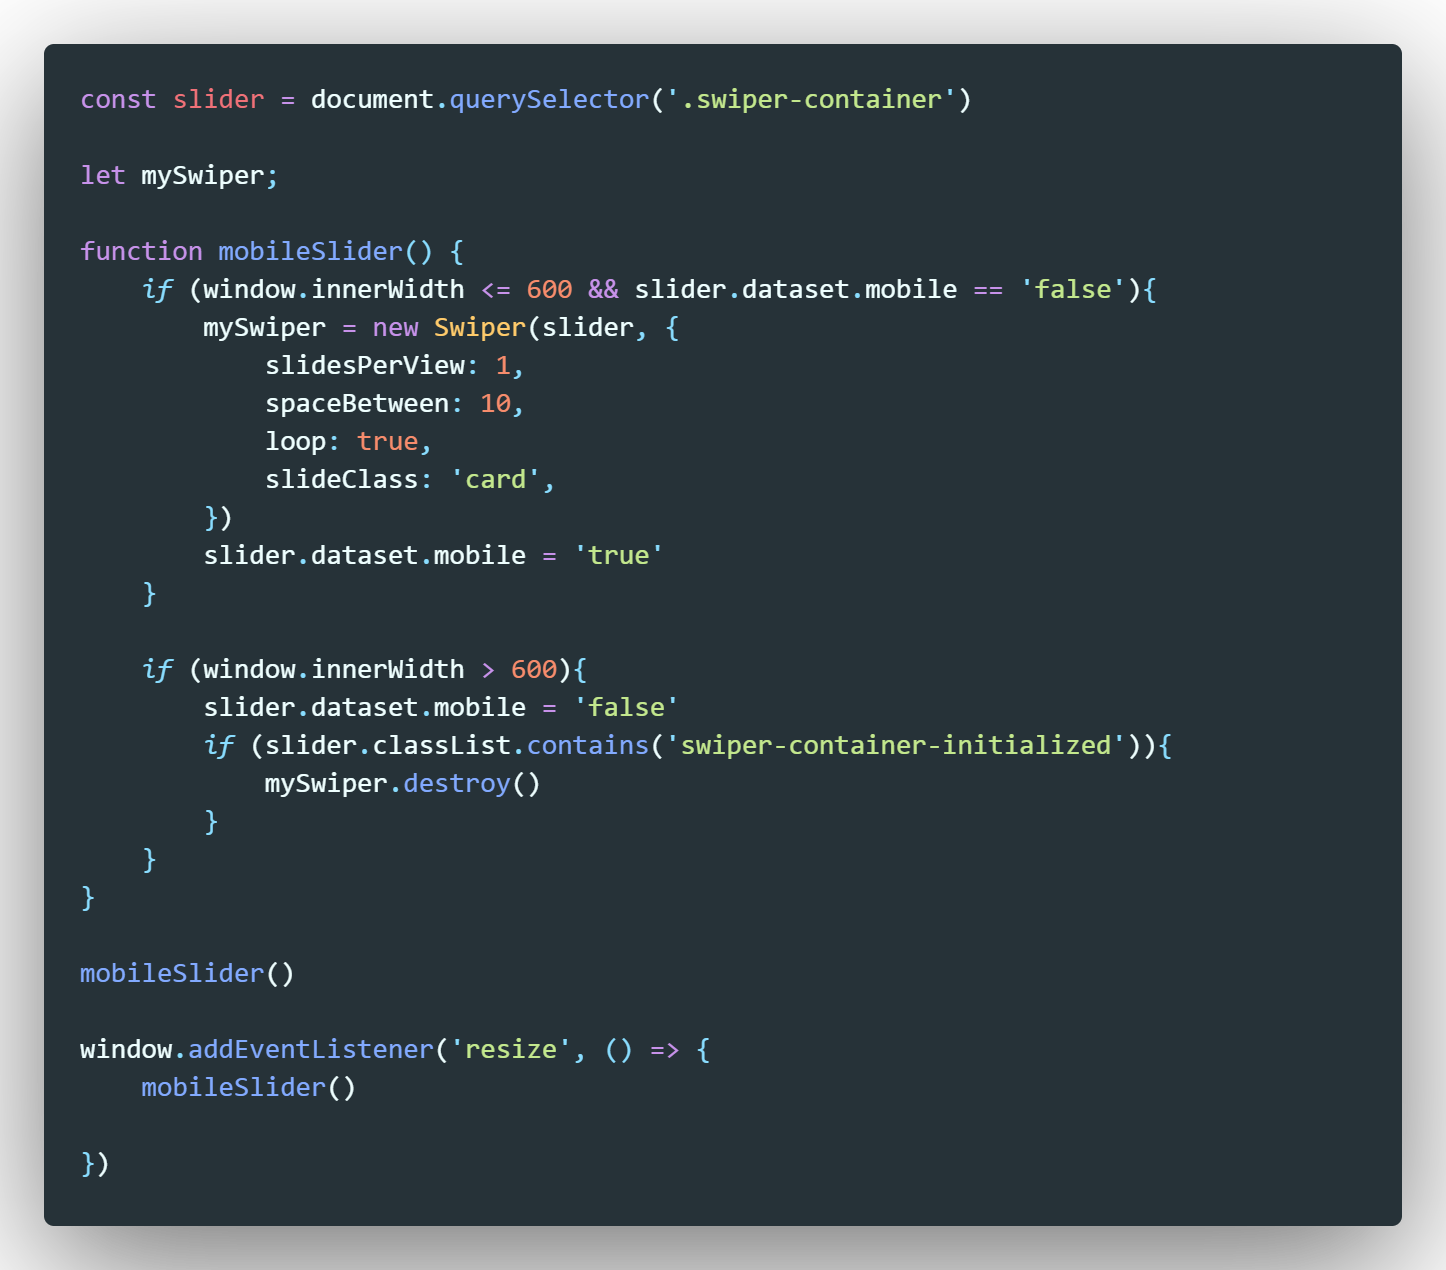 const slider = document.querySelector('.swiper-container')

let mySwiper;

function mobileSlider() {
    if (window.innerWidth <= 600 && slider.dataset.mobile == 'false'){
        mySwiper = new Swiper(slider, {
            slidesPerView: 1,
            spaceBetween: 10,
            loop: true,
            slideClass: 'card',
        })
        slider.dataset.mobile = 'true'
    }

    if (window.innerWidth > 600){
        slider.dataset.mobile = 'false'
        if (slider.classList.contains('swiper-container-initialized')){
            mySwiper.destroy()
        }
    }
}

mobileSlider()

window.addEventListener('resize', () => {
    mobileSlider()

})